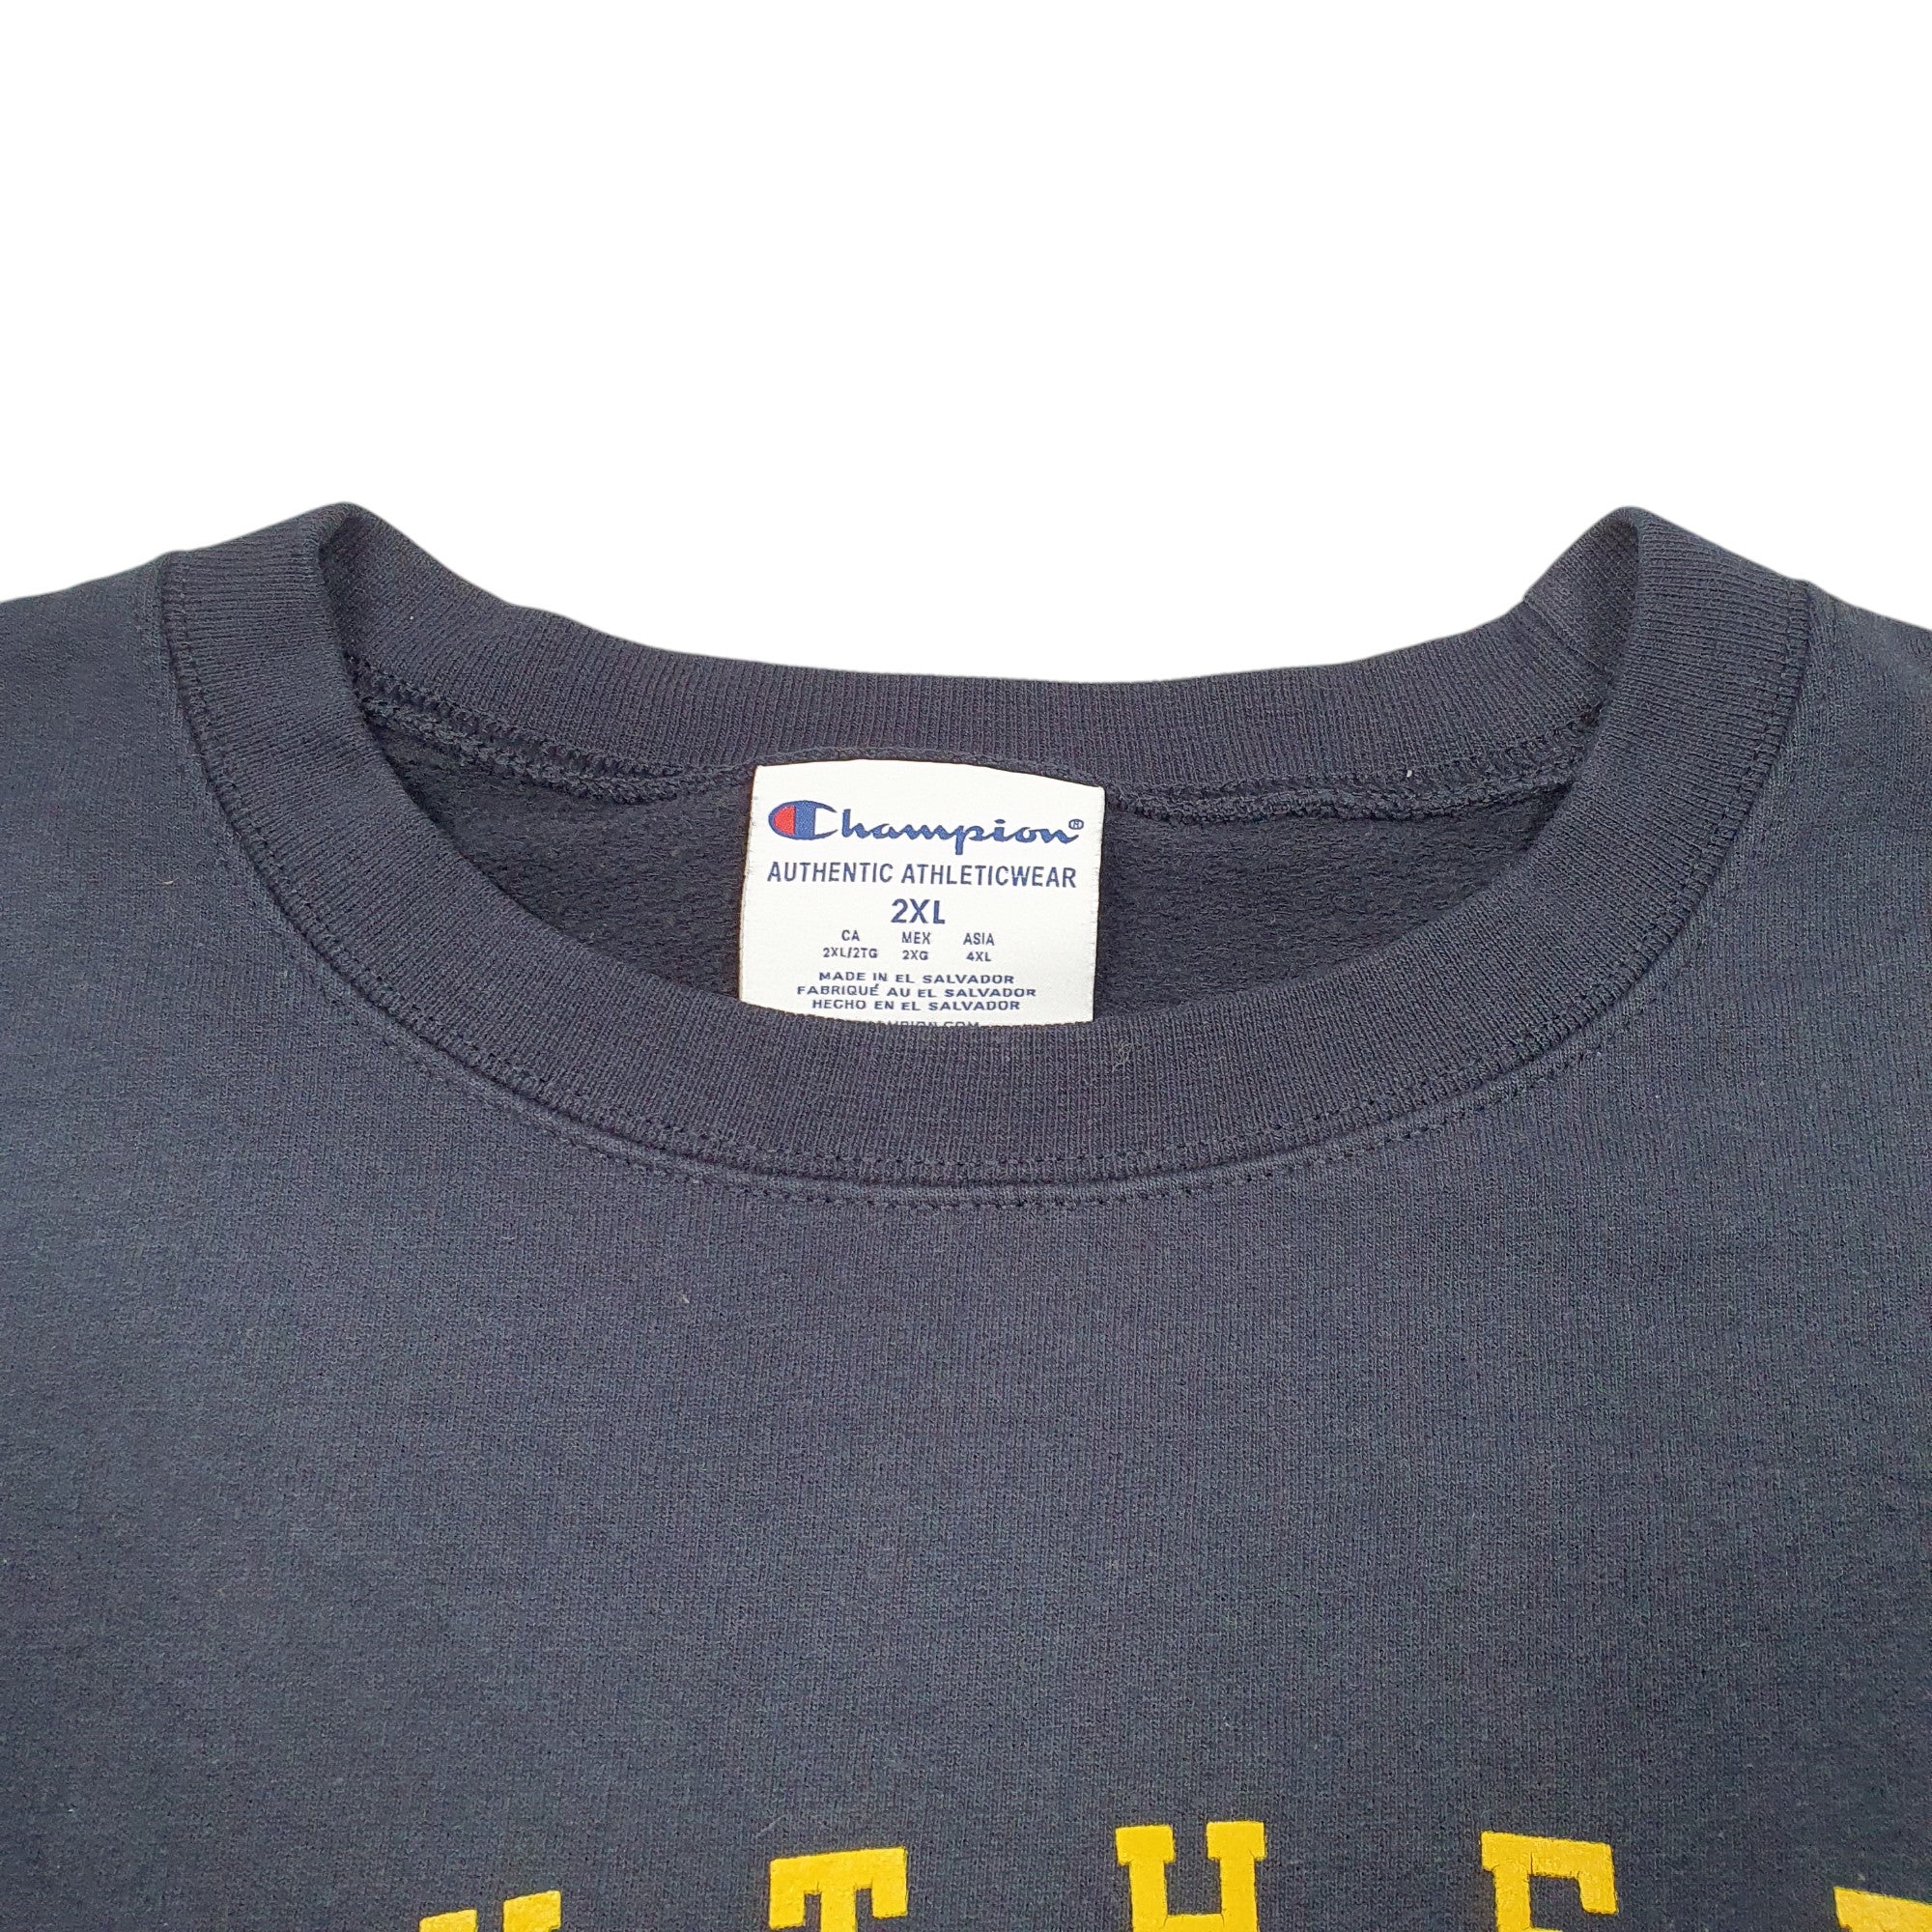 Champion®
AUTHENTIC ATHLETICWEAR
2XL
CA MEX ASIA
2XL/2TG 2XG 4XL
MADE IN EL SALVADOR
FABRIQUÉ AU EL SALVADOR
HECHO EN EL SALVADOR
THE